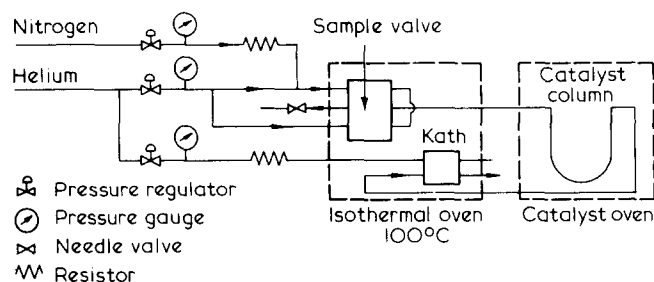 Nitrogen
Sample valve
Helium
Catalyst
column
Kath
Pressure regulator
Pressure gauge
Needle valve
Resistor
Isothermal oven
100°C
Catalyst oven